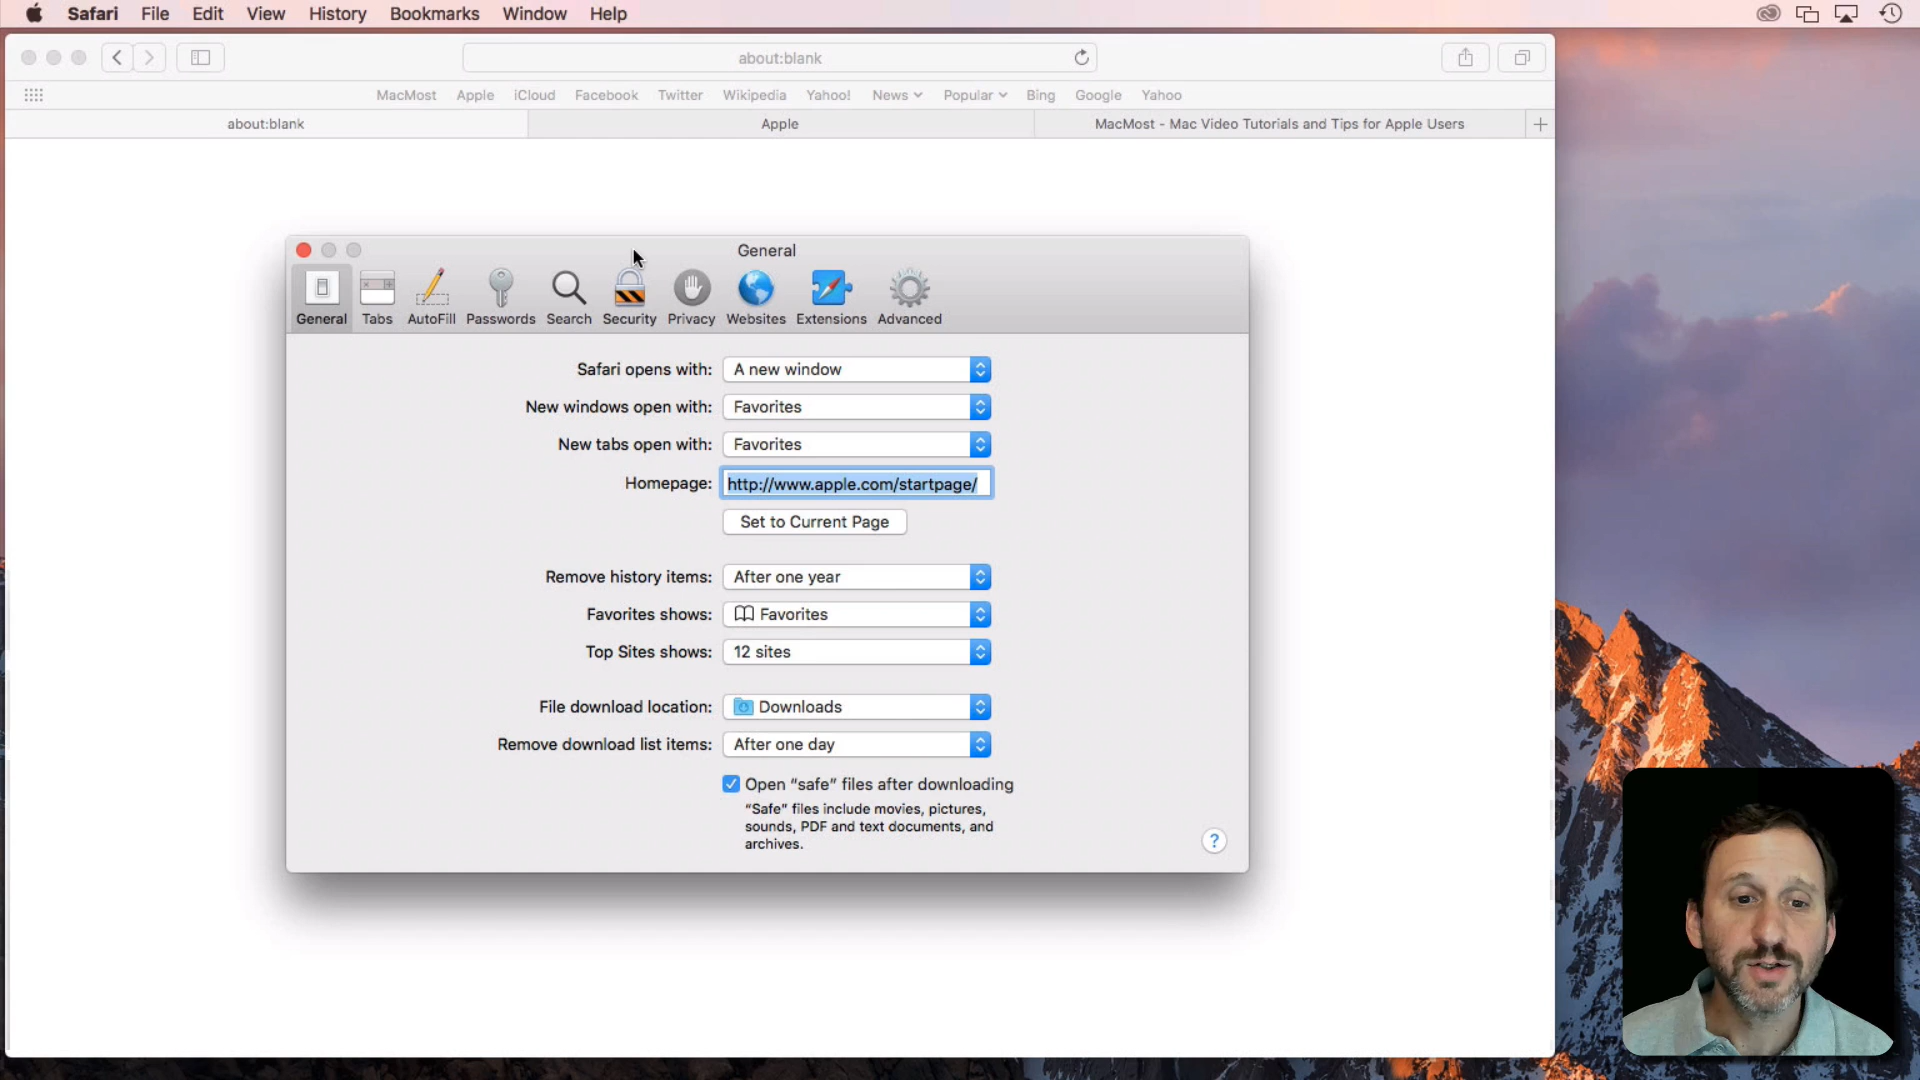 Safari File Edit View History Bookmarks Window Help
about:blank
MacMost Apple iCloud Facebook Twitter Wikipedia Yahoo! News Popular Bing Google Yahoo
about:blank Apple MacMost - Mac Video Tutorials and Tips for Apple Users
General
General Tabs AutoFill Passwords Search Security Privacy Websites Extensions Advanced
Safari opens with: A new window
New windows open with: Favorites
New tabs open with: Favorites
Homepage: http://www.apple.com/startpage/
Set to Current Page
Remove history items: After one year
Favorites shows: Favorites
Top Sites shows: 12 sites
File download location: Downloads
Remove download list items: After one day
Open “safe” files after downloading
“Safe” files include movies, pictures,
sounds, PDF and text documents, and
archives.
?